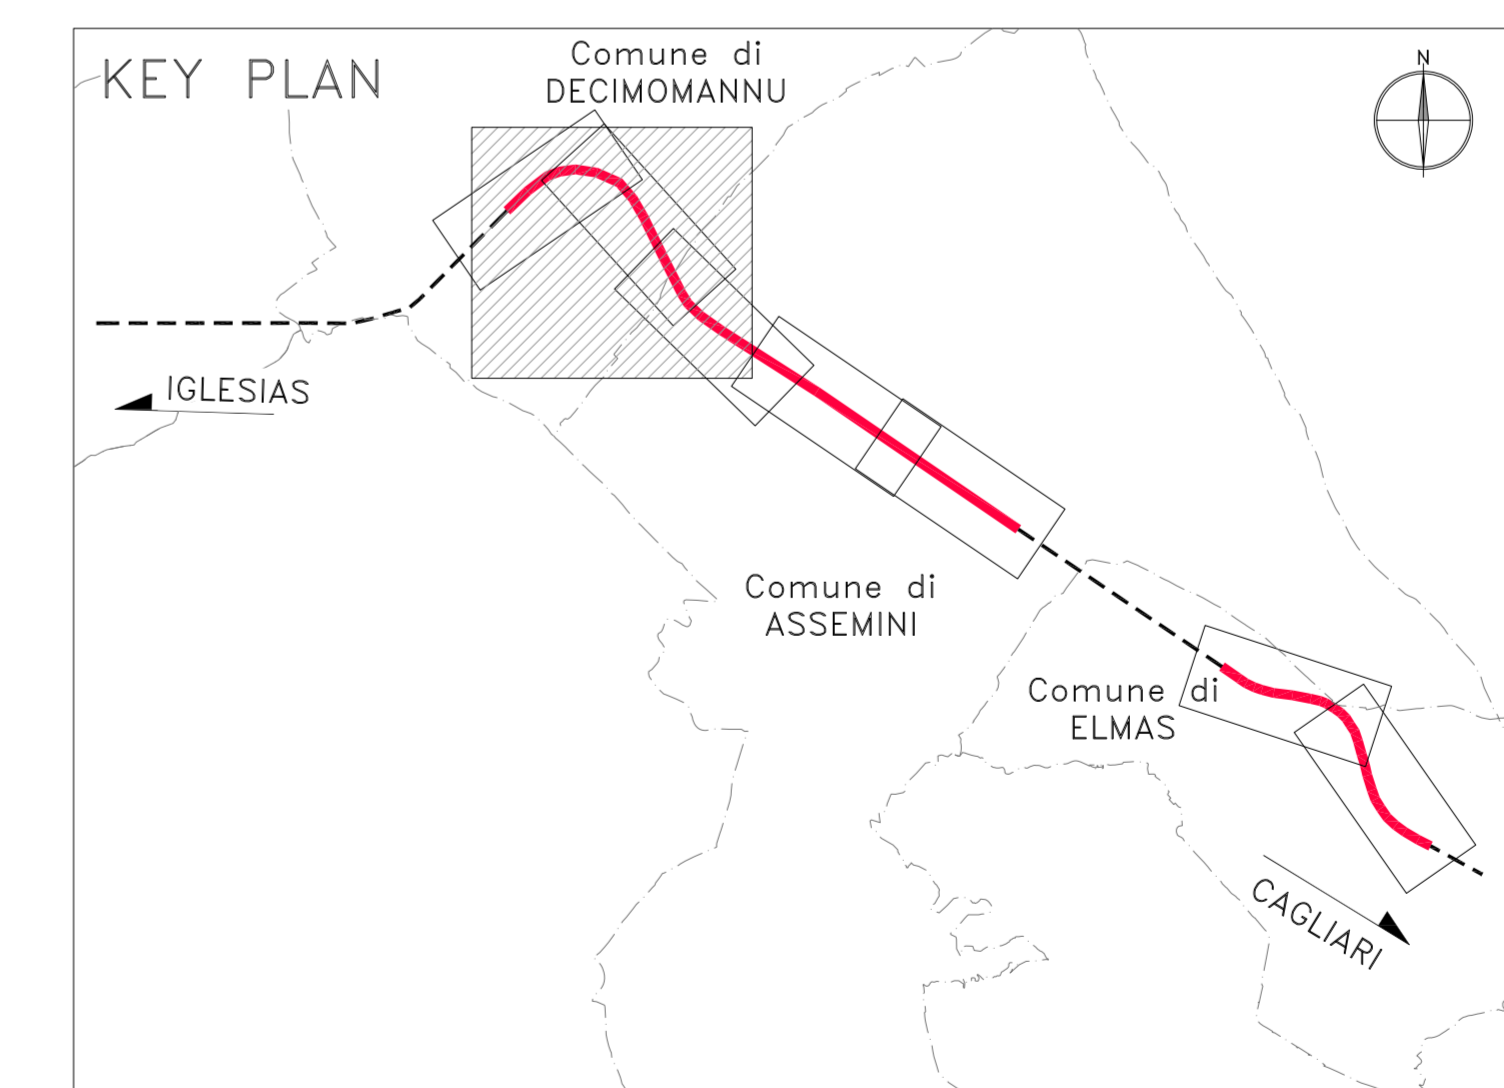 KEY PLAN
Comune di
DECIMOMANNU
N
IGLESIAS
Comune di
ASSEMINI
Comune di
ELMAS
CAGLIARI